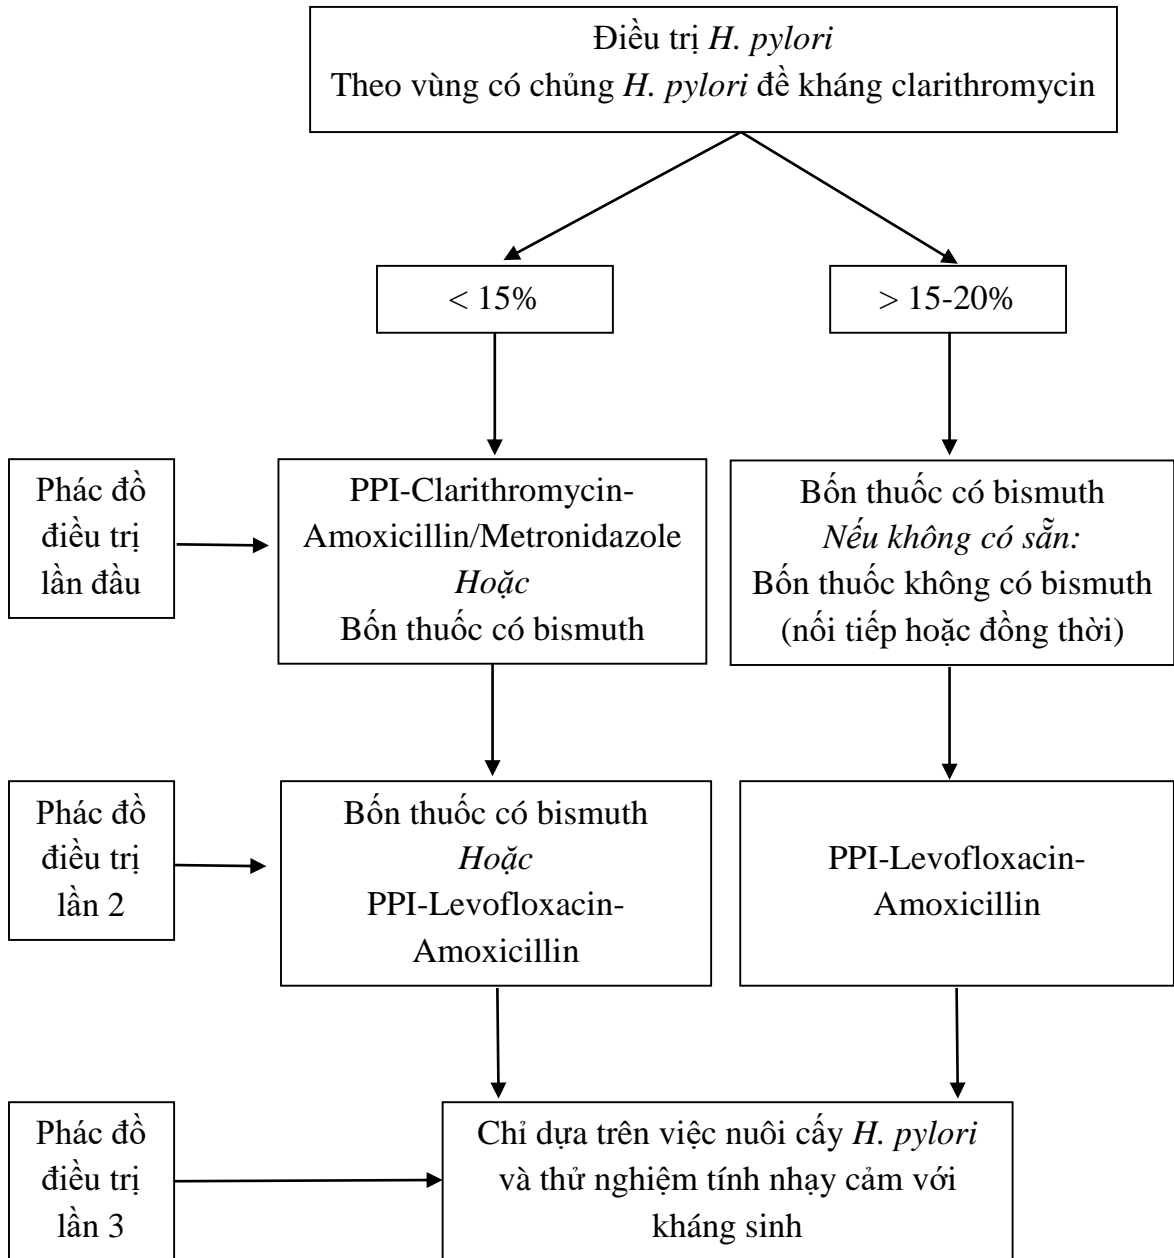 Điều trị H. pylori
Theo vùng có chủng H. pylori đề kháng clarithromycin
< 15%
> 15-20%
Phác đồ
điều trị
lần đầu
PPI-Clarithromycin-
Amoxicillin/Metronidazole
Hoặc
Bốn thuốc có bismuth
Bốn thuốc có bismuth
Nếu không có sẵn:
Bốn thuốc không có bismuth
(nối tiếp hoặc đồng thời)
Phác đồ
điều trị
lần 2
Bốn thuốc có bismuth
Hoặc
PPI-Levofloxacin-
Amoxicillin
PPI-Levofloxacin-
Amoxicillin
Phác đồ
điều trị
lần 3
Chỉ dựa trên việc nuôi cấy H. pylori
và thử nghiệm tính nhạy cảm với
kháng sinh